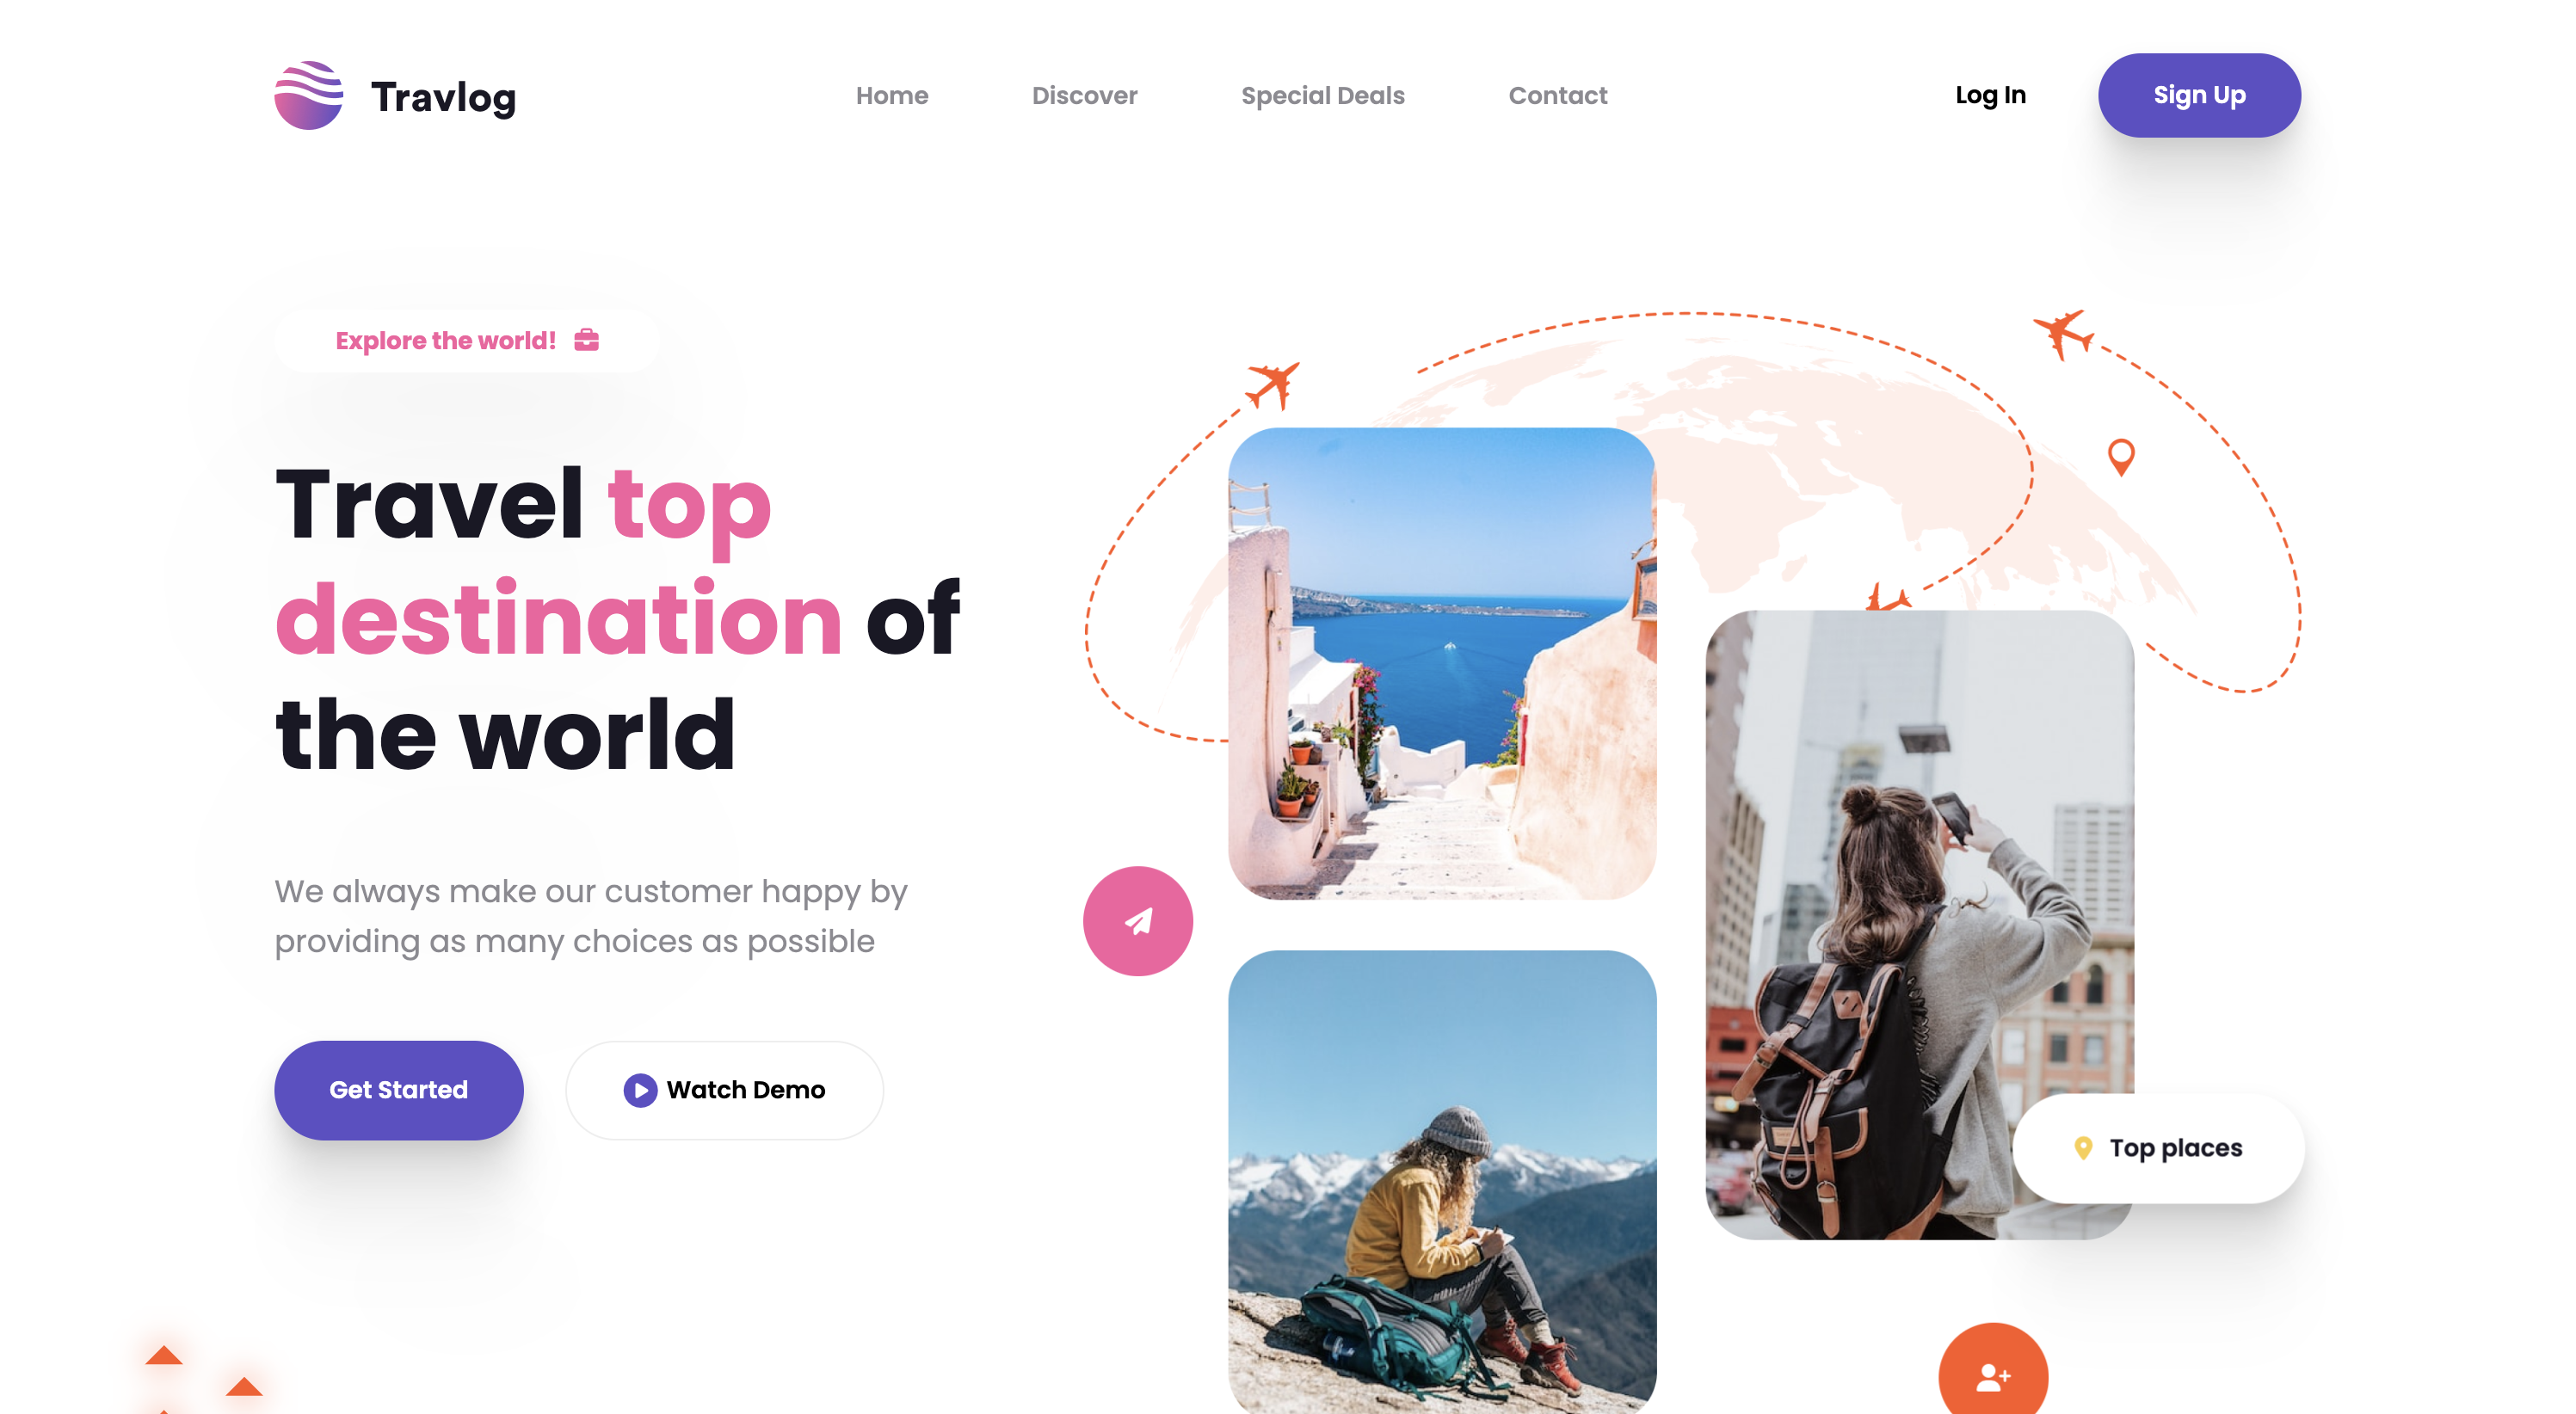 Travlog
Home
Discover
Special Deals
Contact
Log In
Sign Up
Explore the world!
Travel top
destination of
the world
We always make our customer happy by
providing as many choices as possible
Get Started
Watch Demo
Top places